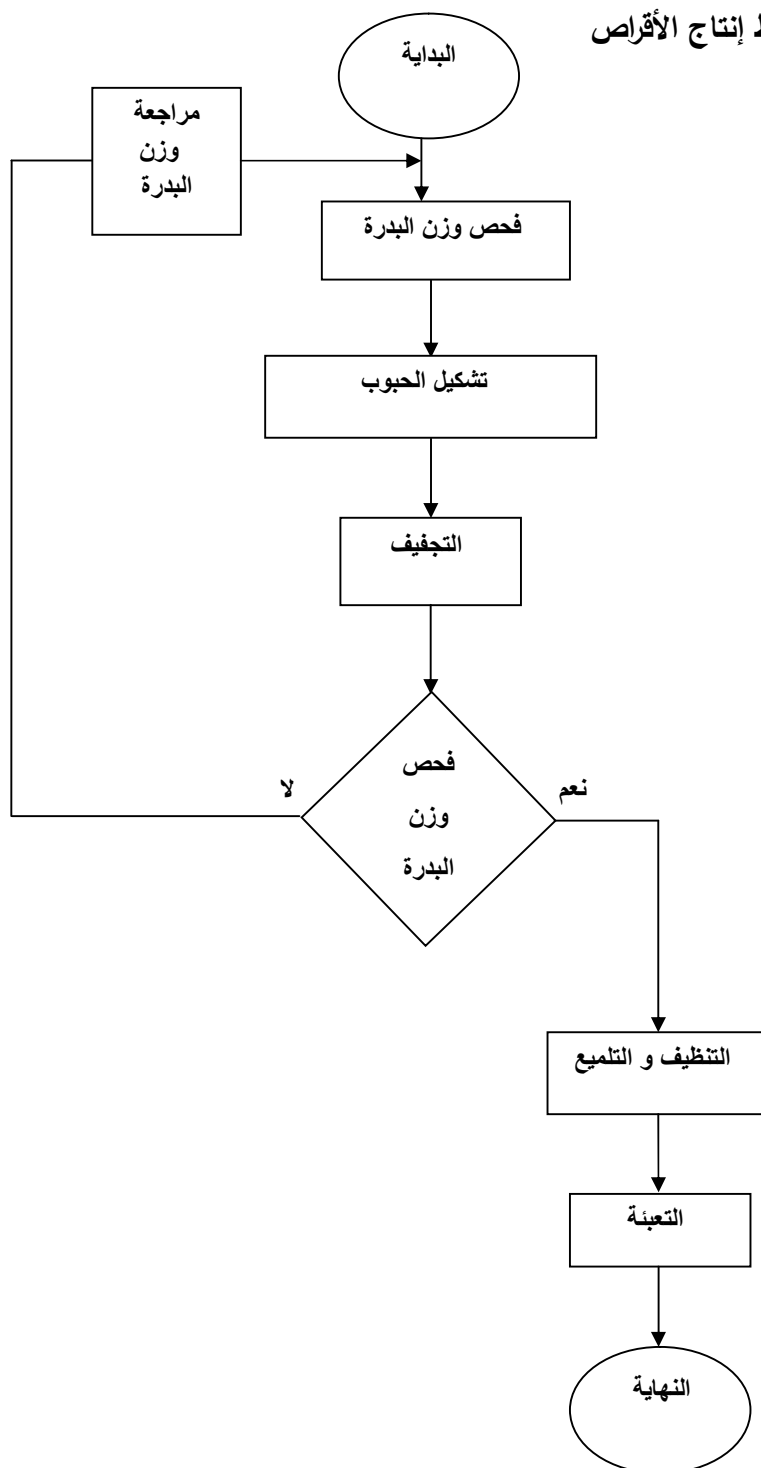 إنتاج الأقراص
البداية
مراجعة
وزن
البدرة
فحص وزن البدرة
تشكيل الحبوب
التجفيف
فحص
وزن
البدرة
لا
نعم
التنظيف و التلميع
التعبئة
النهاية